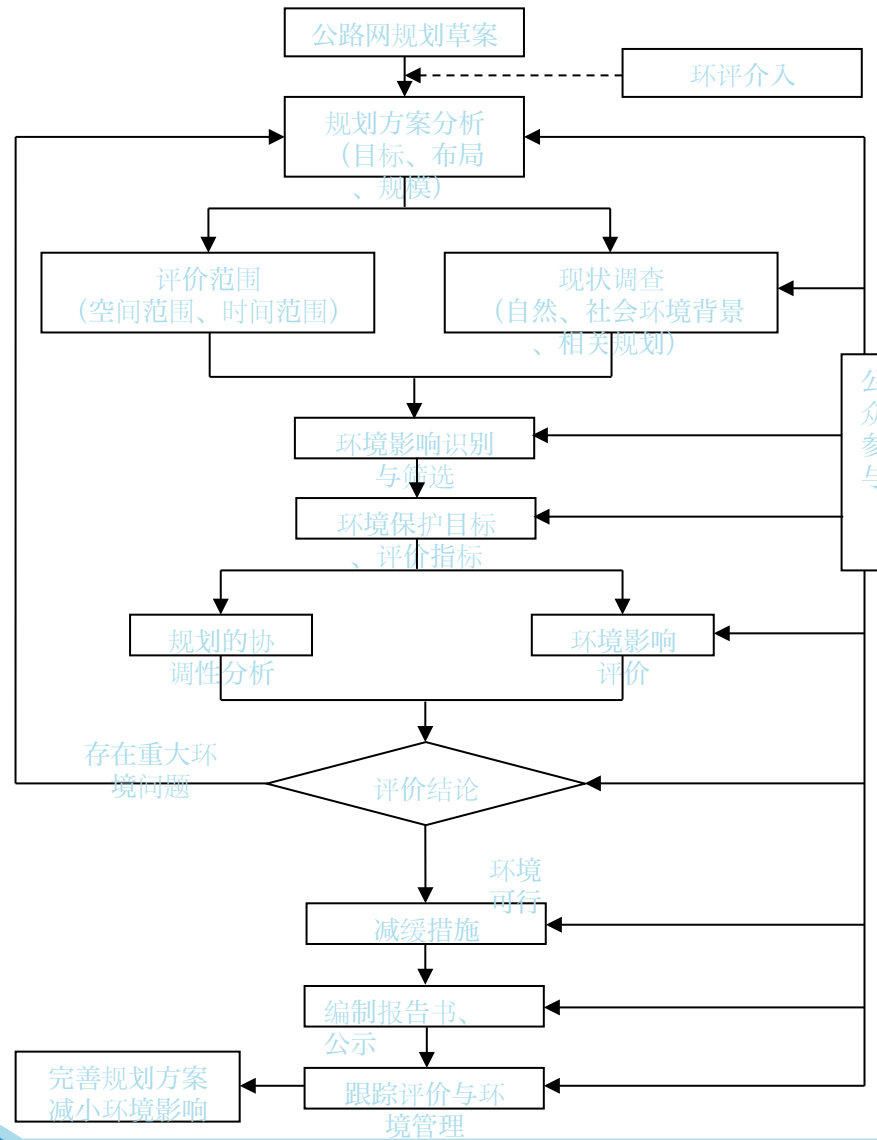 公路网规划草案
环评介入
规划方案分析
（目标、布局
、规模）
评价范围
（空间范围、时间范围）
现状调查
（自然、社会环境背景
、相关规划）
公
众
参
与
环境影响识别
与筛选
环境保护目标
、评价指标
规划的协
调性分析
环境影响
评价
存在重大环
境问题
评价结论
环境
可行
减缓措施
编制报告书、
公示
完善规划方案
减小环境影响
跟踪评价与环
境管理